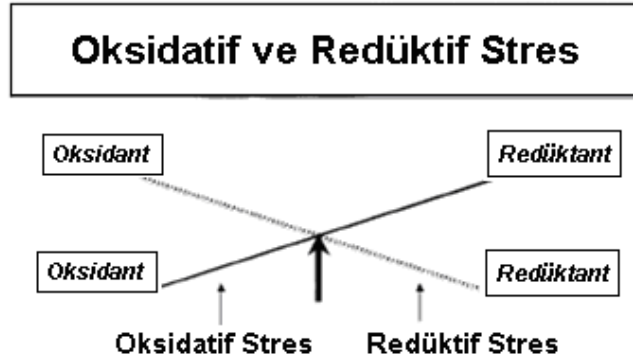 Oksidatif ve Redüktif Stres
Oksidant
Redüktant
Oksidant
Redüktant
Oksidatif Stres
Redüktif Stres